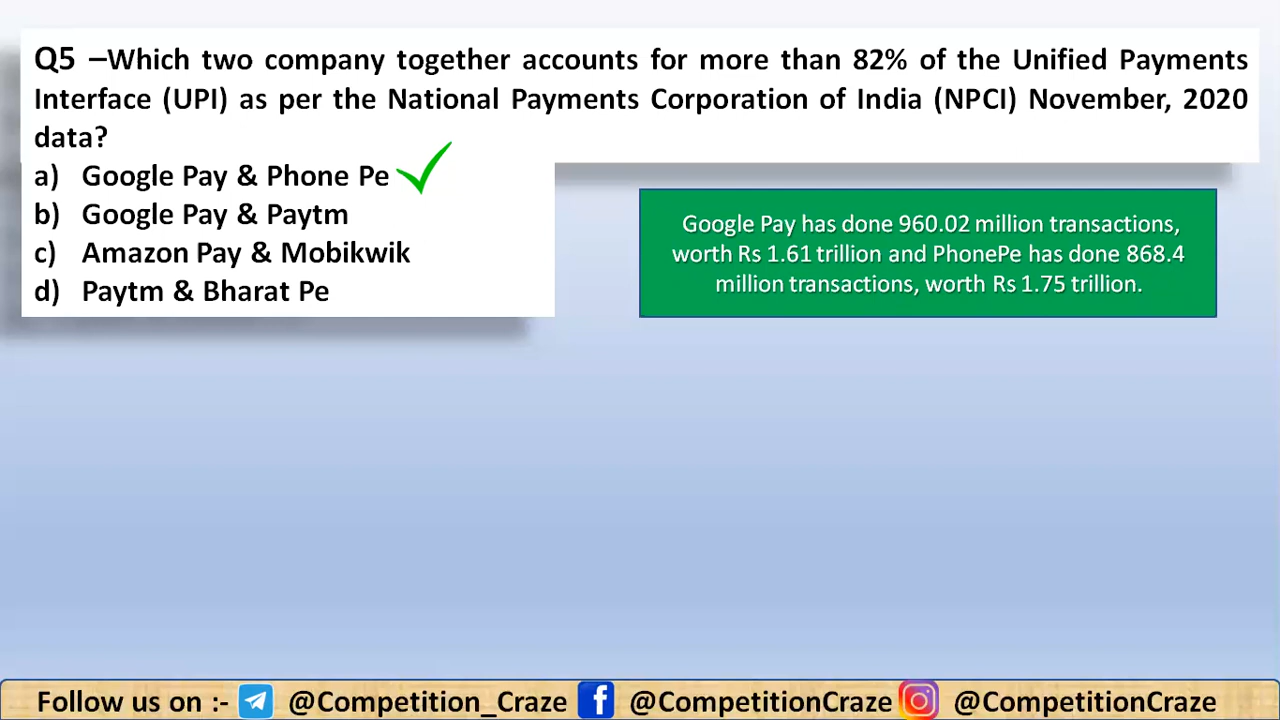 Q5 –Which two company together accounts for more than 82% of the Unified Payments
Interface (UPI) as per the National Payments Corporation of India (NPCI) November, 2020
data?
a) Google Pay & Phone Pe
b) Google Pay & Paytm
c) Amazon Pay & Mobikwik
d) Paytm & Bharat Pe
Google Pay has done 960.02 million transactions,
worth Rs 1.61 trillion and PhonePe has done 868.4
million transactions, worth Rs 1.75 trillion.
Follow us on :- @Competition_Craze @CompetitionCraze @CompetitionCraze